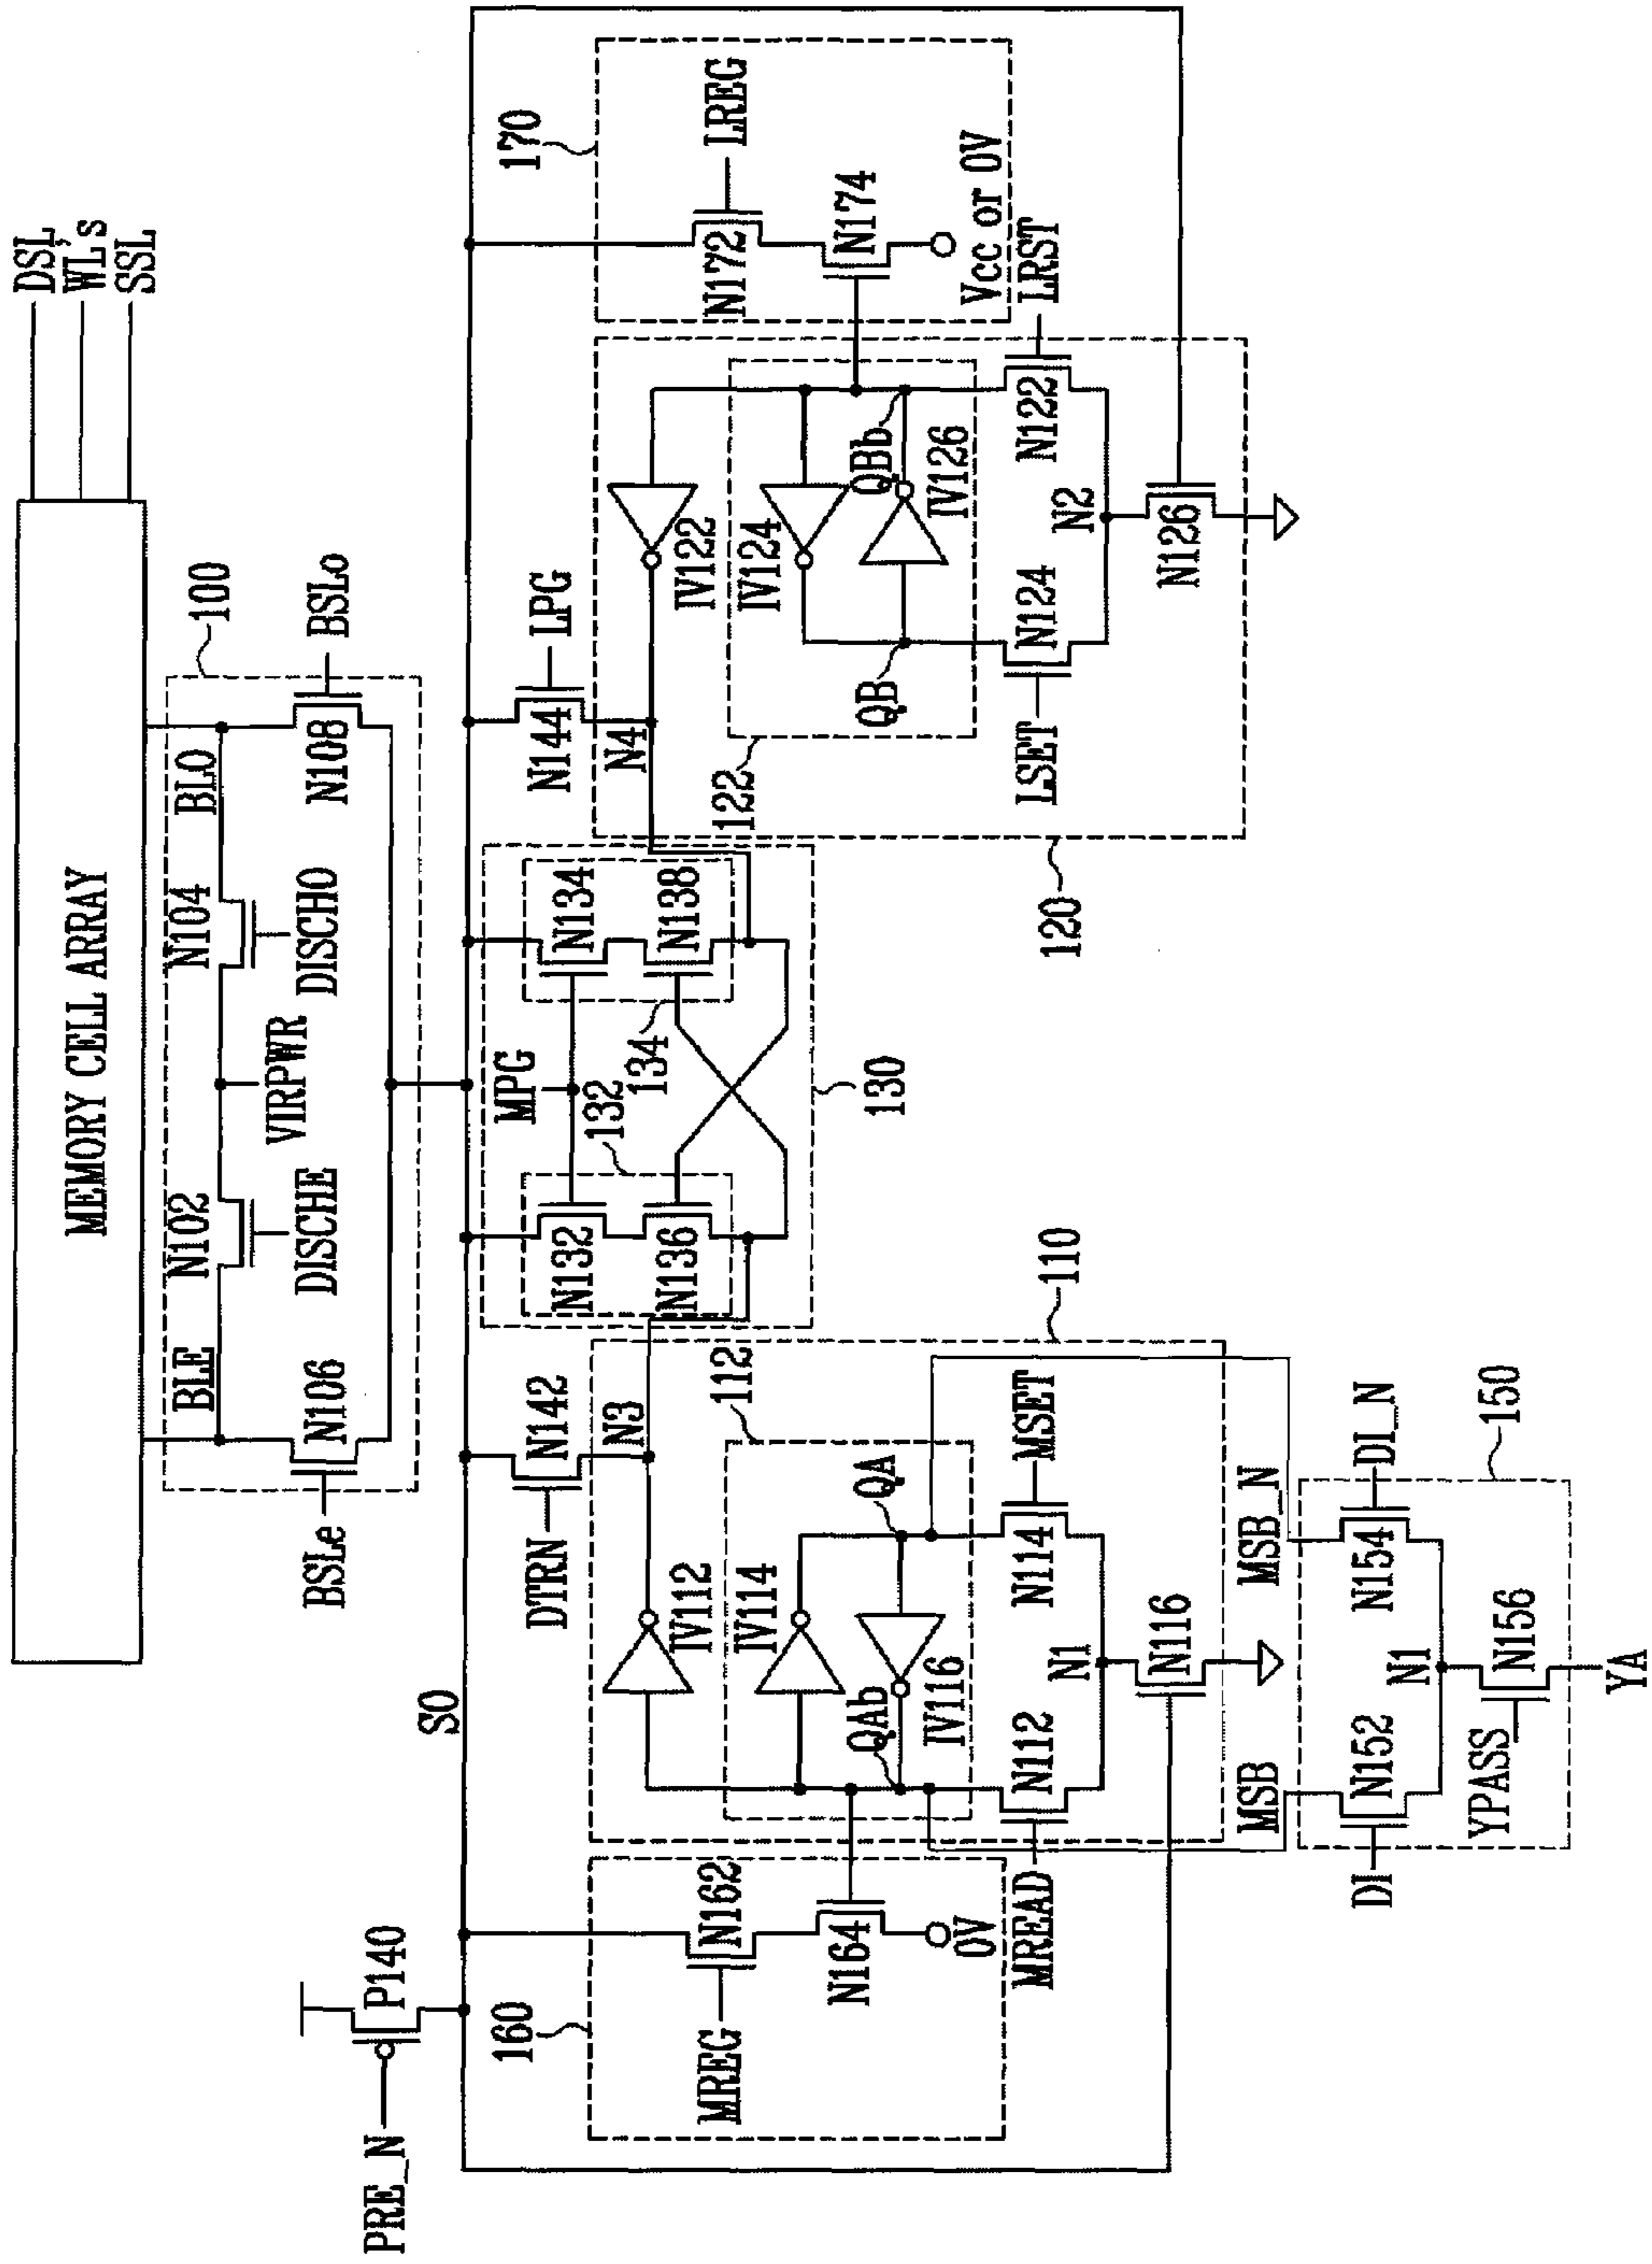 DSL,
WL's
SSL
MEMORY CELL ARRAY
100
BLE
N102
N104
BLO
DISCHE
VIRPWR
DISCHO
BSLe
N106
N108
BSLo
PRE_N
P140
SO
DTRN
N142
N3
MPG
132
134
N132
N134
N136
N138
130
N144
LPG
N4
170
LREG
N172
N174
Vcc or 0V
160
MREG
N162
N164
0V
110
112
IV112
IV114
QAb
QA
IV116
MREAD
N112
N114
MSET
N1
N116
120
122
IV122
IV124
QB
QBb
IV126
LSET
N124
N122
LRST
N2
N126
MSB
MSB_N
150
DI
N152
N154
DI_N
N1
YPASS
N156
YA